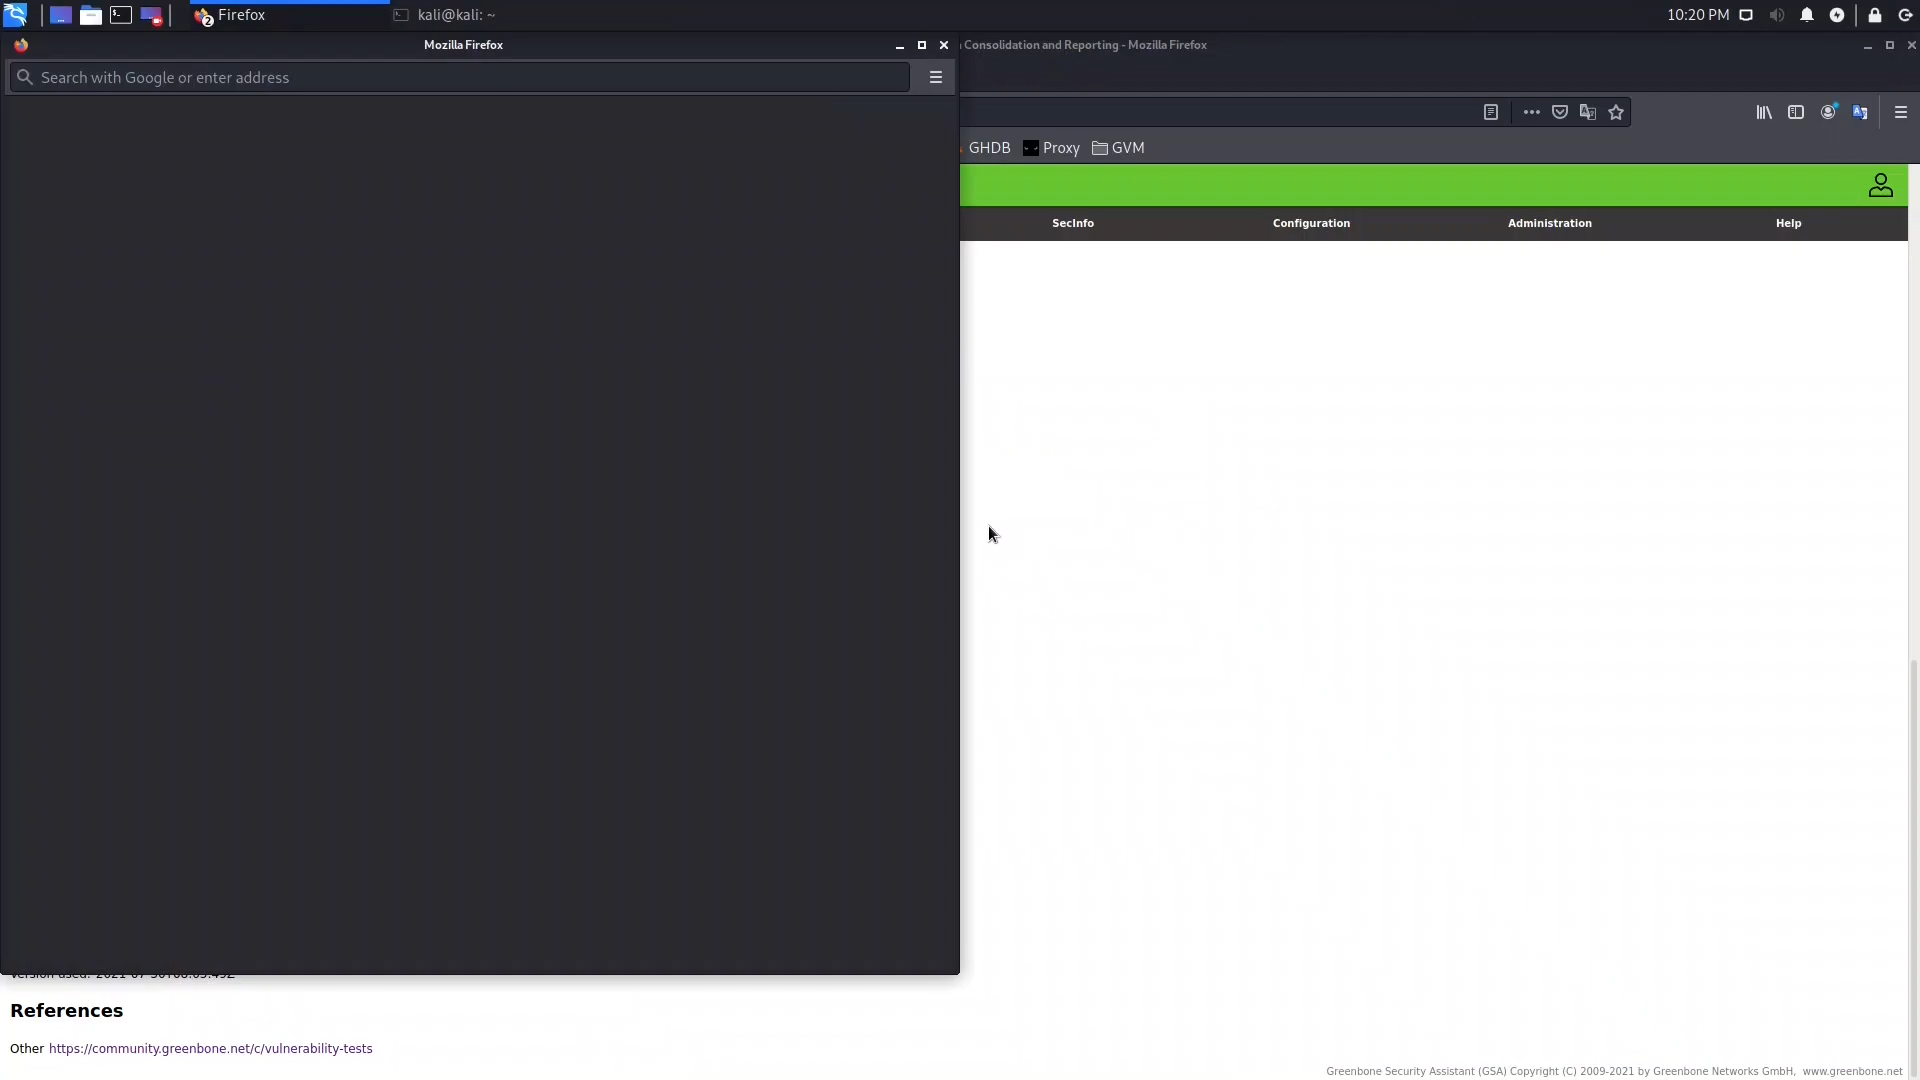 Firefox
2
kali@kali: ~
10:20 PM
Mozilla Firefox
Consolidation and Reporting - Mozilla Firefox
Search with Google or enter address
GHDB
Proxy
GVM
SecInfo
Configuration
Administration
Help
References
Other https://community.greenbone.net/c/vulnerability-tests
Greenbone Security Assistant (GSA) Copyright (C) 2009-2021 by Greenbone Networks GmbH, www.greenbone.net